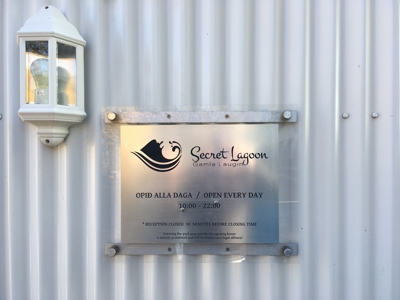 Secret Lagoon
Gamla Laugin
OPIÐ ALLA DAGA / OPEN EVERY DAY
10:00 - 22:00
* RECEPTION CLOSES 30 MINUTES BEFORE CLOSING TIME